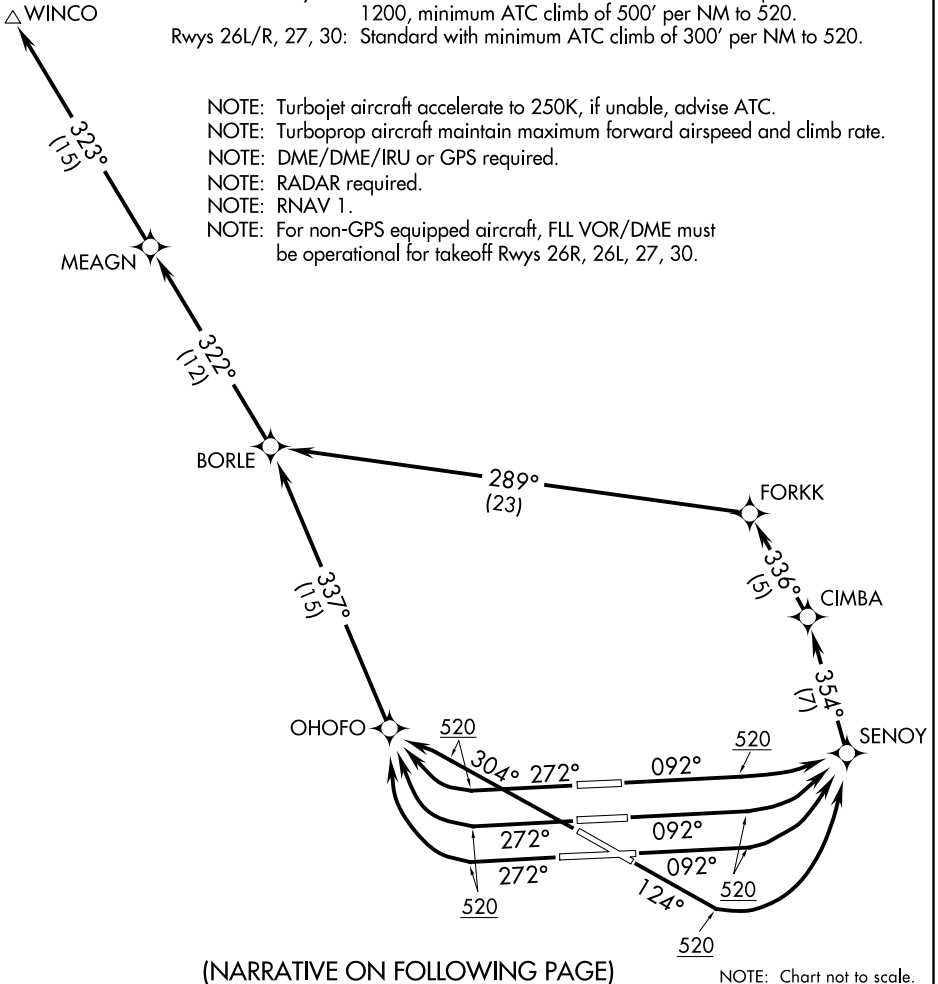 1200, minimum ATC climb of 500' per NM to 520.
WINCO
Rwys 26L/R, 27, 30: Standard with minimum ATC climb of 300' per NM to 520.
NOTE: Turbojet aircraft accelerate to 250K, if unable, advise ATC.
NOTE: Turboprop aircraft maintain maximum forward airspeed and climb rate.
NOTE: DME/DME/IRU or GPS required.
NOTE: RADAR required.
NOTE: RNAV 1.
NOTE: For non-GPS equipped aircraft, FLL VOR/DME must
be operational for takeoff Rwys 26R, 26L, 27, 30.
323°
(15)
MEAGN
322°
(12)
BORLE
289°
(23)
FORKK
336°
(5)
CIMBA
337°
(15)
354°
(7)
OHOFO
SENOY
520
520
304°
272°
092°
272°
092°
272°
092°
520
520
124°
520
(NARRATIVE ON FOLLOWING PAGE)
NOTE: Chart not to scale.